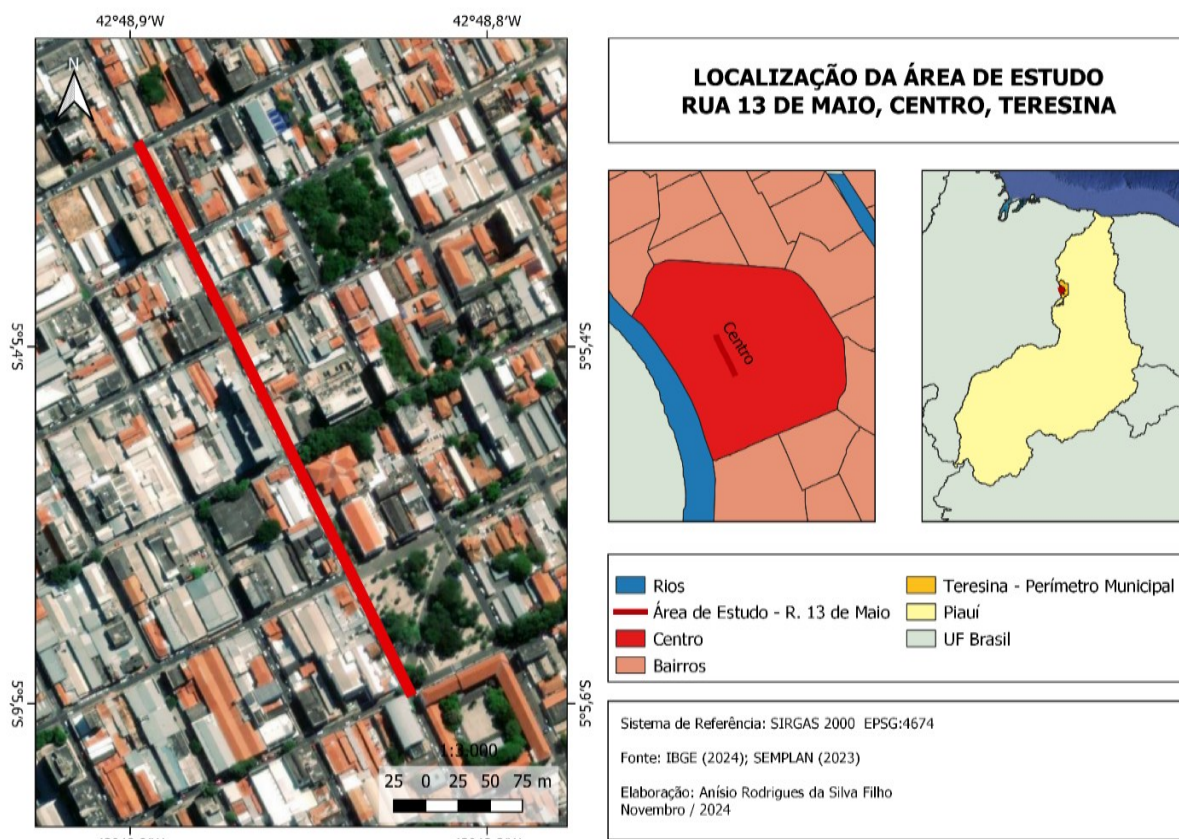 42°48,9'W
42°48,8'W
N
5°5,4'S
5°5,4'S
5°5,6'S
5°5,6'S
1:3,000
25 0 25 50 75 m
LOCALIZAÇÃO DA ÁREA DE ESTUDO
RUA 13 DE MAIO, CENTRO, TERESINA
Centro
Rios
Área de Estudo - R. 13 de Maio
Centro
Bairros
Teresina - Perímetro Municipal
Piauí
UF Brasil
Sistema de Referência: SIRGAS 2000 EPSG:4674
Fonte: IBGE (2024); SEMPLAN (2023)
Elaboração: Anísio Rodrigues da Silva Filho
Novembro / 2024